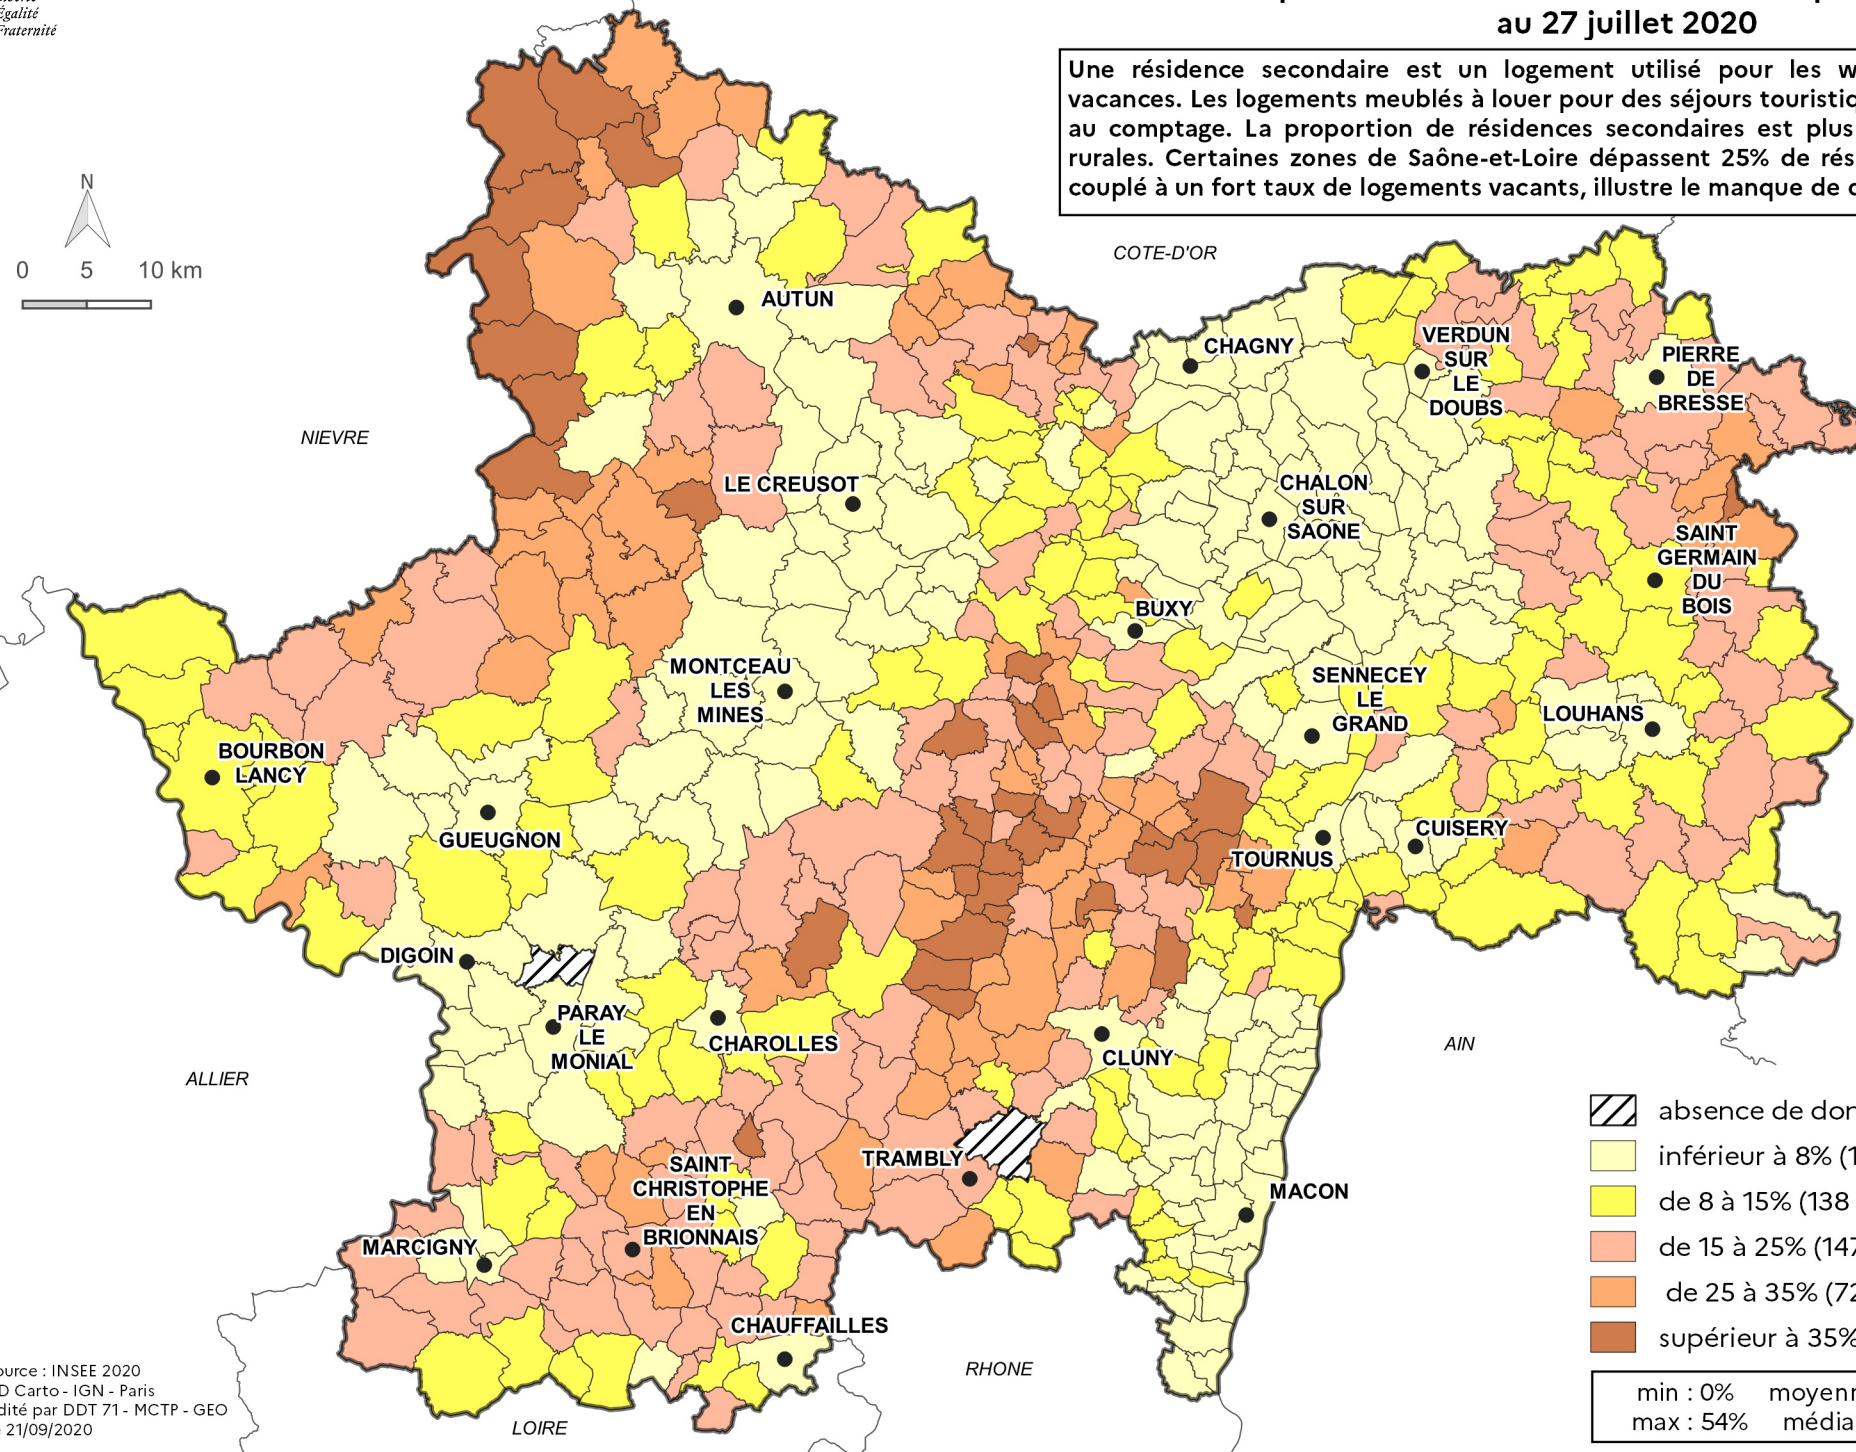 Égalité
Fraternité
au 27 juillet 2020
Une résidence secondaire est un logement utilisé pour les
vacances. Les logements meublés à louer pour des séjours
au comptage. La proportion de résidences secondaires est plus
rurales. Certaines zones de Saône-et-Loire dépassent 25% de
couplé à un fort taux de logements vacants, illustre le manque de
N
0 5 10 km
COTE-D'OR
NIEVRE
ALLIER
AIN
RHONE
LOIRE
AUTUN
CHAGNY
VERDUN
SUR
LE
DOUBS
PIERRE
DE
BRESSE
LE CREUSOT
CHALON
SUR
SAONE
SAINT
GERMAIN
DU
BOIS
BUXY
MONTCEAU
LES
MINES
SENNECEY
LE
GRAND
LOUHANS
BOURBON
LANCY
GUEUGNON
TOURNUS
CUISERY
DIGOIN
PARAY
LE
MONIAL
CHAROLLES
CLUNY
TRAMBLY
SAINT
CHRISTOPHE
EN
BRIONNAIS
MACON
MARCIGNY
CHAUFFAILLES
absence de
inférieur à 8% (1
de 8 à 15% (138
de 15 à 25% (147
de 25 à 35% (72
supérieur à 35%
min : 0%
max : 54%
: INSEE 2020
Carto - IGN - Paris
par DDT 71 - MCTP - GEO
21/09/2020